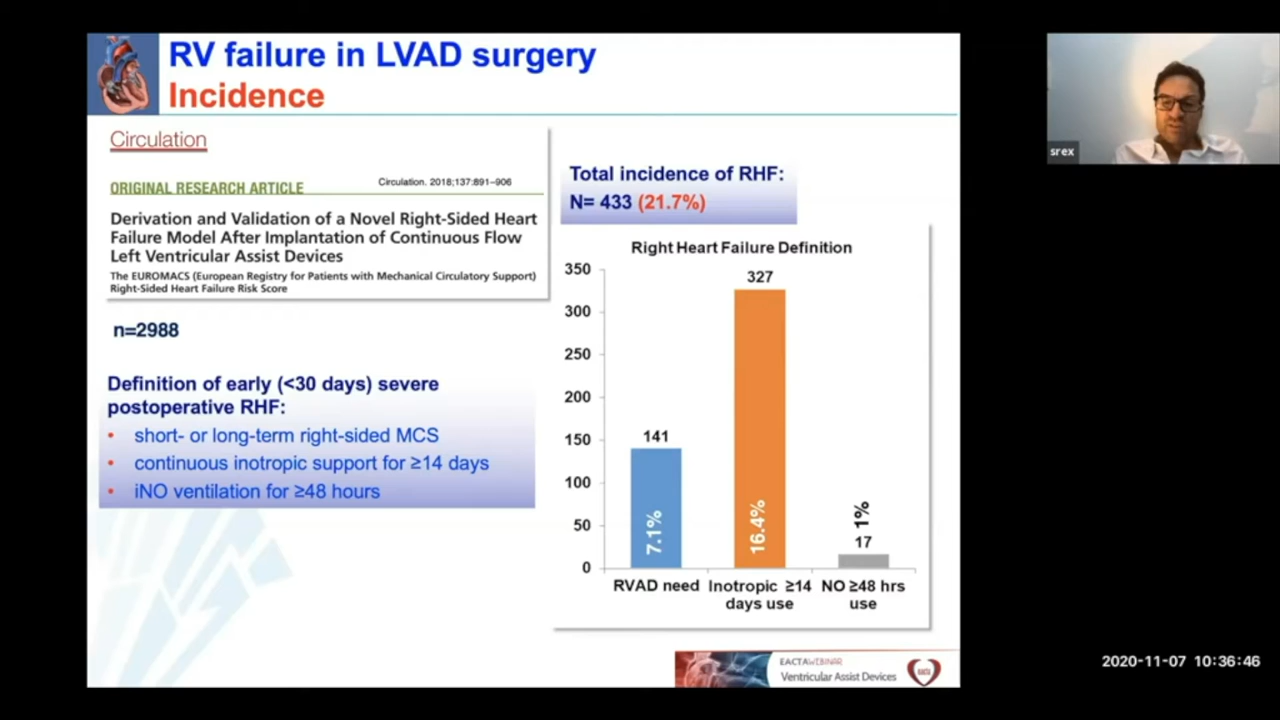 RV failure in LVAD surgery
Incidence
Circulation
ORIGINAL RESEARCH ARTICLE
Circulation. 2018;137:891–906
Derivation and Validation of a Novel Right-Sided Heart
Failure Model After Implantation of Continuous Flow
Left Ventricular Assist Devices
The EUROMACS (European Registry for Patients with Mechanical Circulatory Support)
Right-Sided Heart Failure Risk Score
n=2988
Definition of early (<30 days) severe
postoperative RHF:
• short- or long-term right-sided MCS
• continuous inotropic support for ≥14 days
• iNO ventilation for ≥48 hours
Total incidence of RHF:
N= 433 (21.7%)
Right Heart Failure Definition
350
300
250
200
150
100
50
0
141
7.1%
327
16.4%
1%
17
RVAD need
Inotropic ≥14
days use
NO ≥48 hrs
use
EACTAWEBINAR
Ventricular Assist Devices
EACTA
srex
2020-11-07 10:36:46